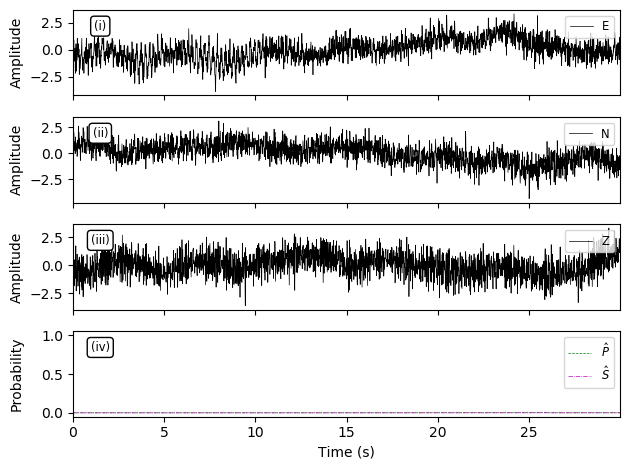 Amplitude
2.5
0.0
−2.5
(i)
E
Amplitude
2.5
0.0
−2.5
(ii)
N
Amplitude
2.5
0.0
−2.5
(iii)
Z
Probability
1.0
0.5
0.0
(iv)
P̂
Ŝ
0 5 10 15 20 25
Time (s)